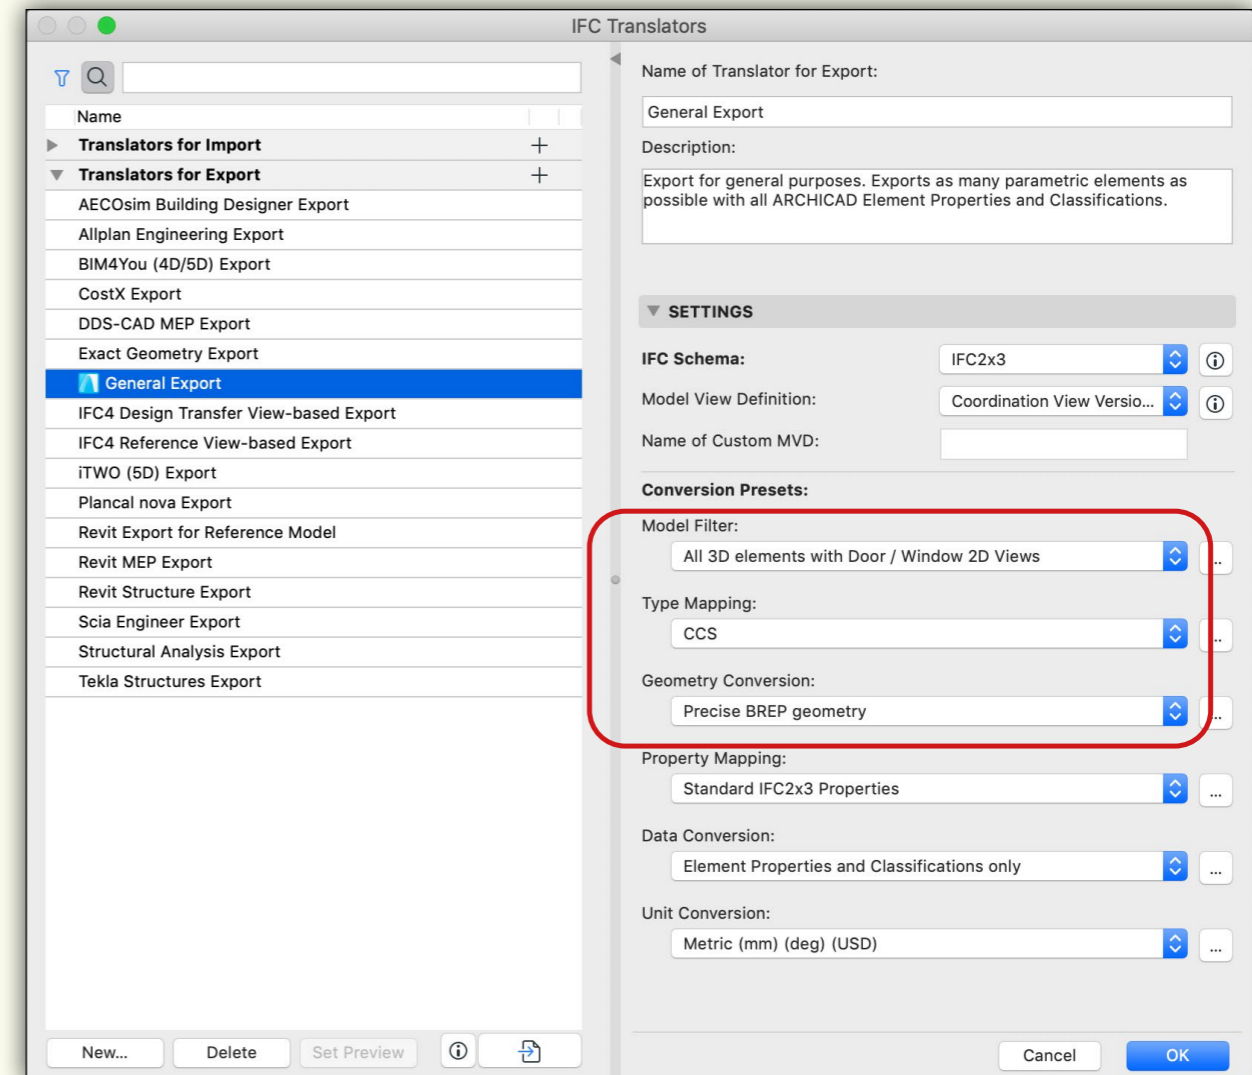 IFC Translators
Name
Translators for Import
Translators for Export
AECOsim Building Designer Export
Allplan Engineering Export
BIM4You (4D/5D) Export
CostX Export
DDS-CAD MEP Export
Exact Geometry Export
General Export
IFC4 Design Transfer View-based Export
IFC4 Reference View-based Export
iTWO (5D) Export
Plancal nova Export
Revit Export for Reference Model
Revit MEP Export
Revit Structure Export
Scia Engineer Export
Structural Analysis Export
Tekla Structures Export
New...
Delete
Set Preview
Name of Translator for Export:
General Export
Description:
Export for general purposes. Exports as many parametric elements as
possible with all ARCHICAD Element Properties and Classifications.
SETTINGS
IFC Schema:
IFC2x3
Model View Definition:
Coordination View Versio...
Name of Custom MVD:
Conversion Presets:
Model Filter:
All 3D elements with Door / Window 2D Views
Type Mapping:
CCS
Geometry Conversion:
Precise BREP geometry
Property Mapping:
Standard IFC2x3 Properties
...
Data Conversion:
Element Properties and Classifications only
...
Unit Conversion:
Metric (mm) (deg) (USD)
...
Cancel
OK